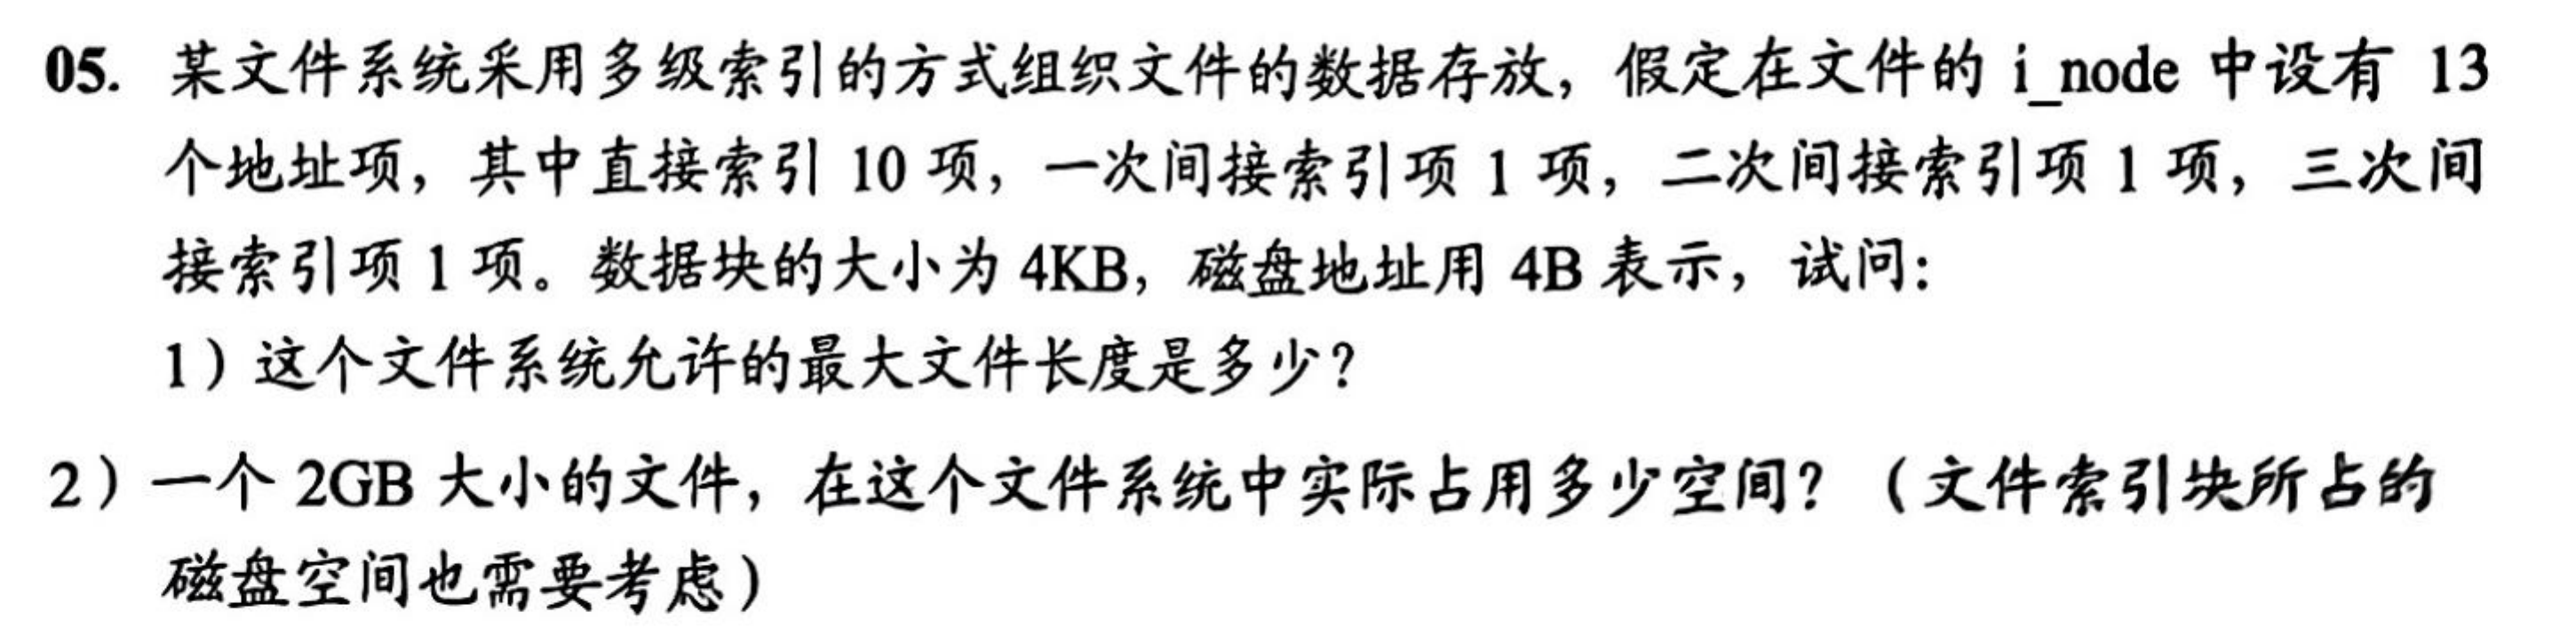 05. 某文件系统采用多级索引的方式组织文件的数据存放，假定在文件的 i_node 中设有 13
个地址项，其中直接索引 10 项，一次间接索引项 1 项，二次间接索引项 1 项，三次间
接索引项 1 项。数据块的大小为 4KB，磁盘地址用 4B 表示，试问：
1）这个文件系统允许的最大文件长度是多少？
2）一个 2GB 大小的文件，在这个文件系统中实际占用多少空间？（文件索引块所占的
磁盘空间也需要考虑）